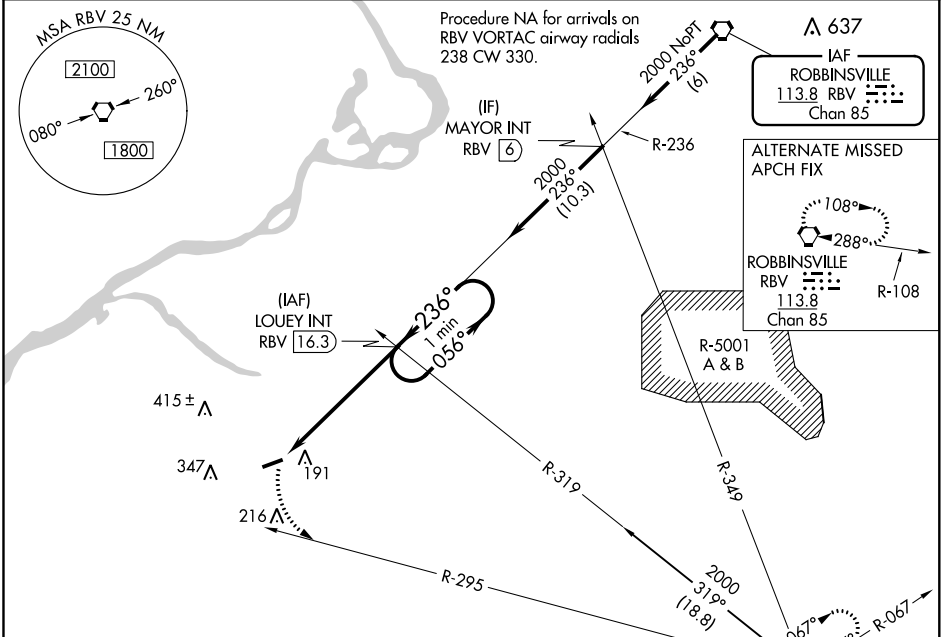 MSA RBV 25 NM
2100
260°
080°
1800
Procedure NA for arrivals on
RBV VORTAC airway radials
238 CW 330.
2000 NoPT
236°
(6)
637
IAF
ROBBINSVILLE
113.8 RBV
Chan 85
(IF)
MAYOR INT
RBV 6
R-236
2000
236°
(10.3)
ALTERNATE MISSED
APCH FIX
108°
288°
ROBBINSVILLE
RBV
113.8
Chan 85
R-108
(IAF)
LOUEY INT
RBV 16.3
236°
1 min
056°
R-5001
A & B
415 ±
347
191
216
R-319
R-349
R-295
2000
319°
(18.8)
067°
R-067